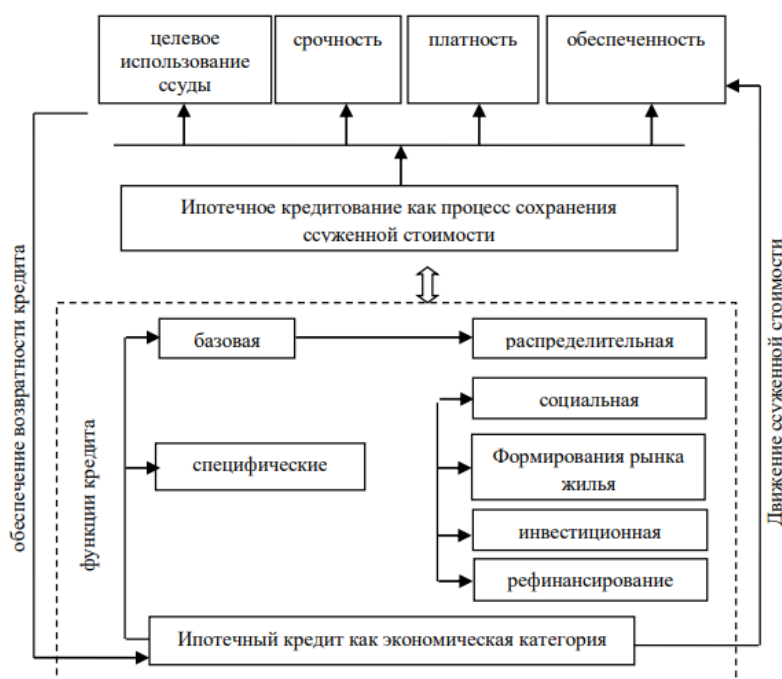 целевое
использование
ссуды
срочность
платность
обеспеченность
Ипотечное кредитование как процесс сохранения
ссуженной стоимости
обеспечение возвратности кредита
функции кредита
базовая
распределительная
социальная
специфические
Формирования рынка
жилья
инвестиционная
рефинансирование
Ипотечный кредит как экономическая категория
Движение ссуженной стоимости